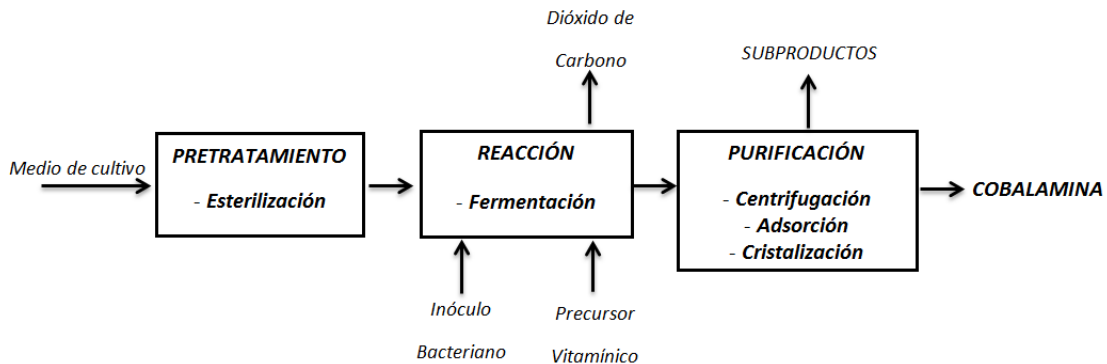 Dióxido de
Carbono
SUBPRODUCTOS
Medio de cultivo
PRETRATAMIENTO
- Esterilización
REACCIÓN
- Fermentación
PURIFICACIÓN
- Centrifugación
- Adsorción
- Cristalización
COBALAMINA
Inóculo
Bacteriano
Precursor
Vitamínico